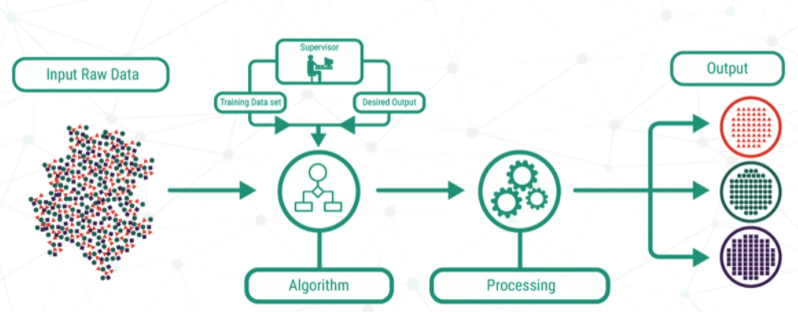 Supervisor
Input Raw Data
Output
Training Data set
Desired Output
Algorithm
Processing